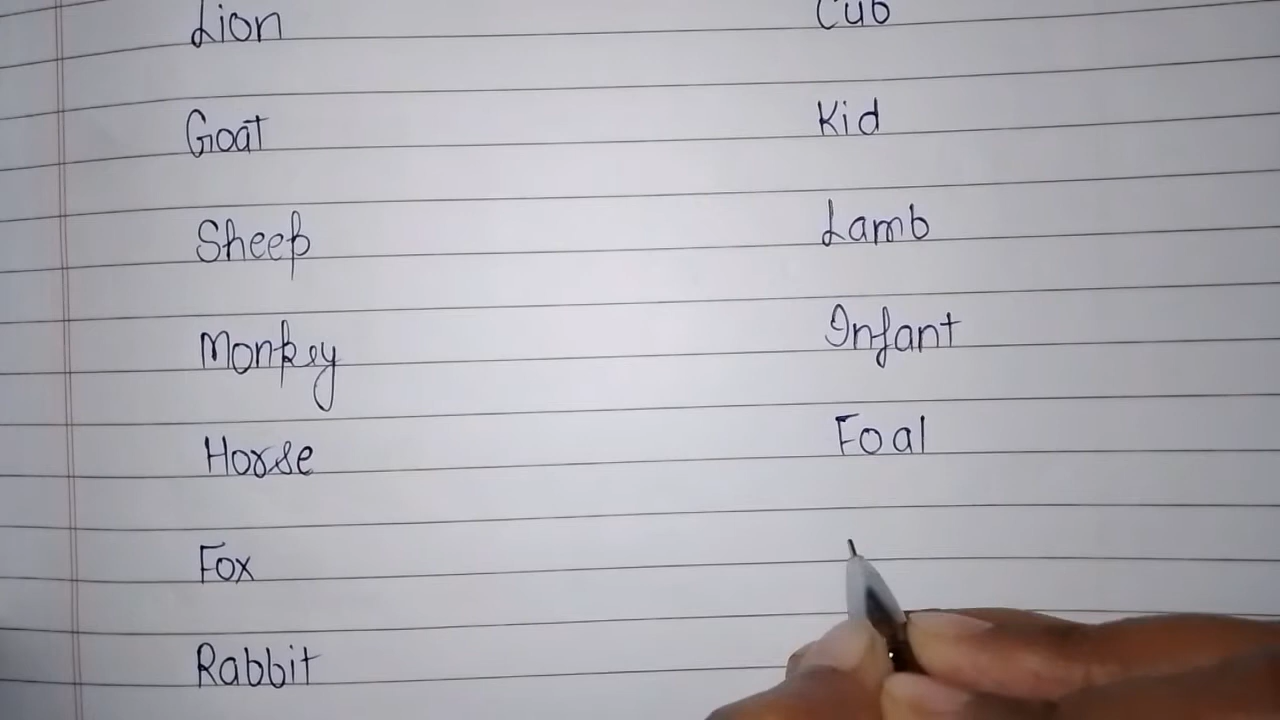 Lion Cub
Goat Kid
Sheep Lamb
Monkey Infant
Horse Foal
Fox
Rabbit